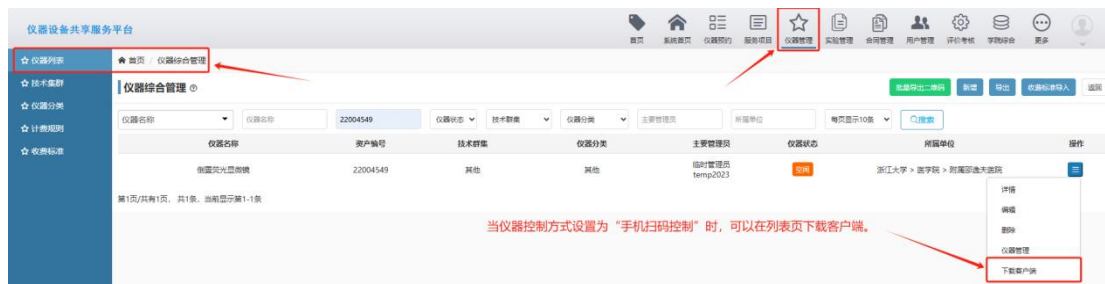 仪器设备共享服务平台
首页 系统首页 仪器预约 服务项目 仪器管理 实验管理 合同管理 用户管理 评价考核 学院综合 更多
仪器列表
首页 / 仪器综合管理
技术集群
仪器综合管理
批量导出二维码 新增 导出 收费标准导入 返回
仪器分类
仪器名称 仪器名称 22004549 仪器状态 技术群集 仪器分类 主要管理员 所属单位 每页显示10条 搜索
计费规则
收费标准
仪器名称 资产编号 技术群集 仪器分类 主要管理员 仪器状态 所属单位 操作
倒置荧光显微镜 22004549 其他 其他 临时管理员 空闲 浙江大学 > 医学院 > 附属邵逸夫医院
temp2023
第1页/共有1页, 共1条, 当前显示第1-1条
详情
编辑
删除
仪器管理
下载客户端
当仪器控制方式设置为“手机扫码控制”时，可以在列表页下载客户端。